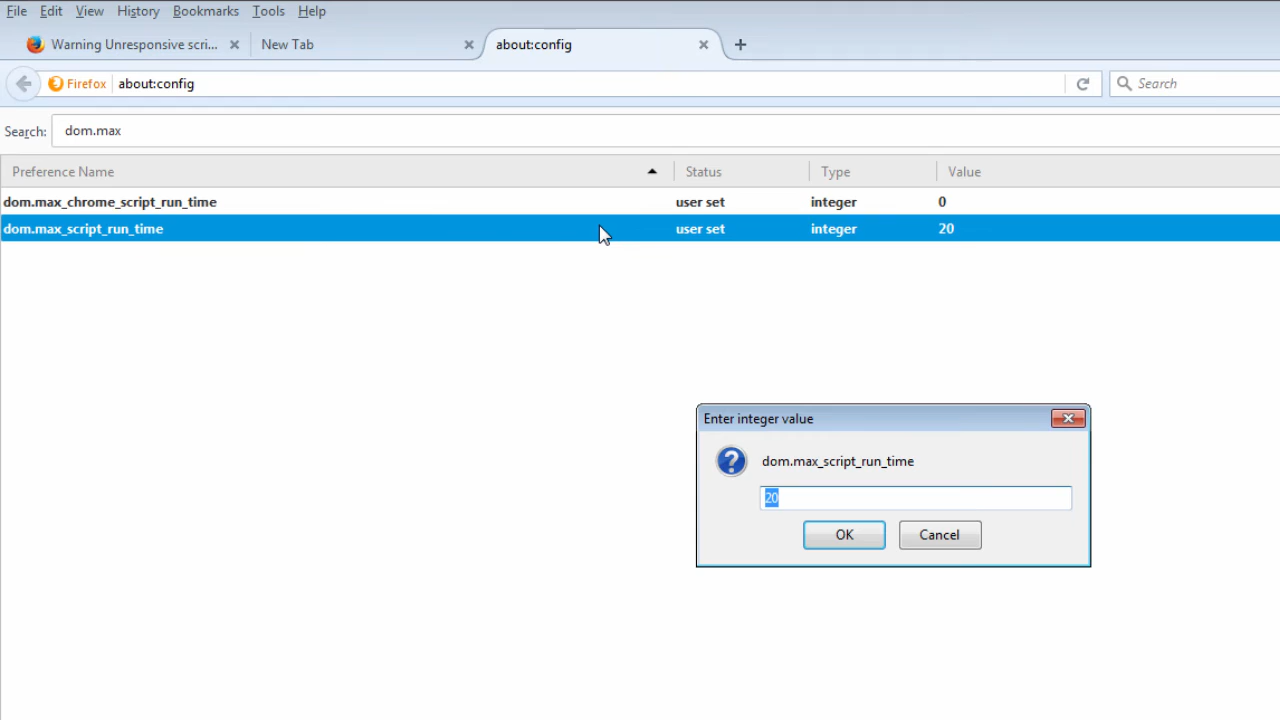 File Edit View History Bookmarks Tools Help
Warning Unresponsive scri... New Tab about:config
Firefox about:config Search
Search: dom.max
Preference Name Status Type Value
dom.max_chrome_script_run_time user set integer 0
dom.max_script_run_time user set integer 20
Enter integer value
dom.max_script_run_time
20
OK Cancel